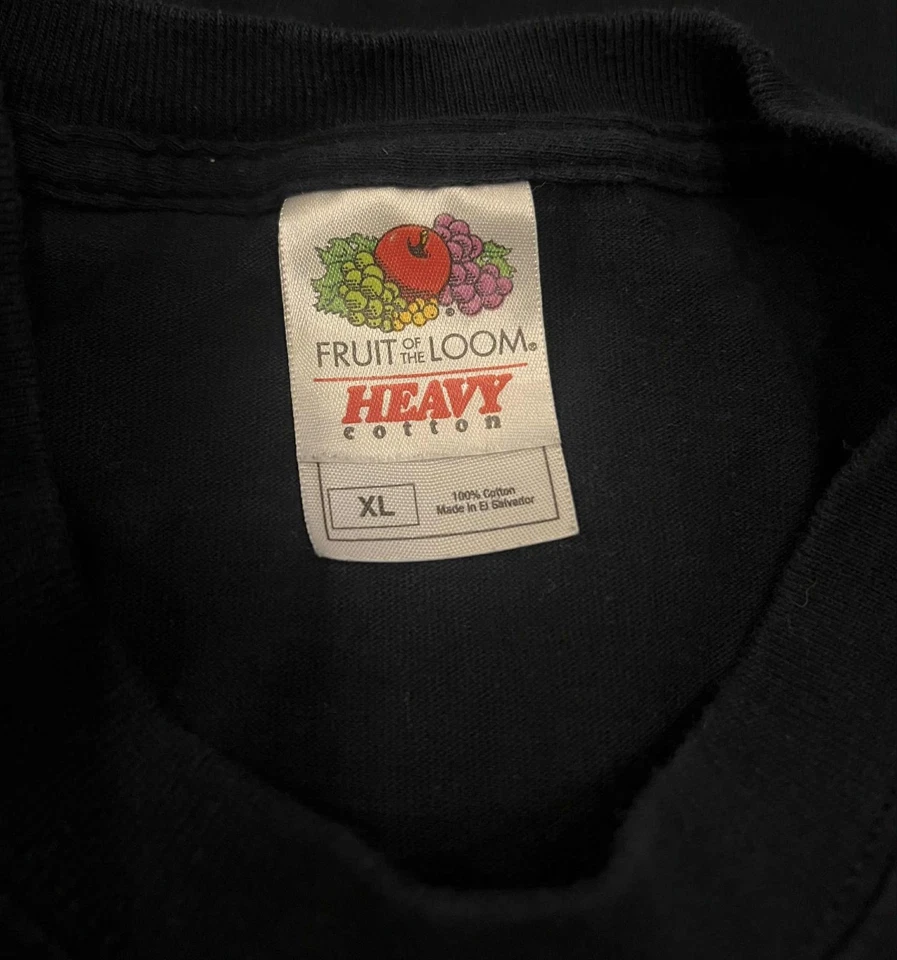 FRUIT OF THE LOOM®
HEAVY
cotton
XL
100% Cotton
Made in El Salvador